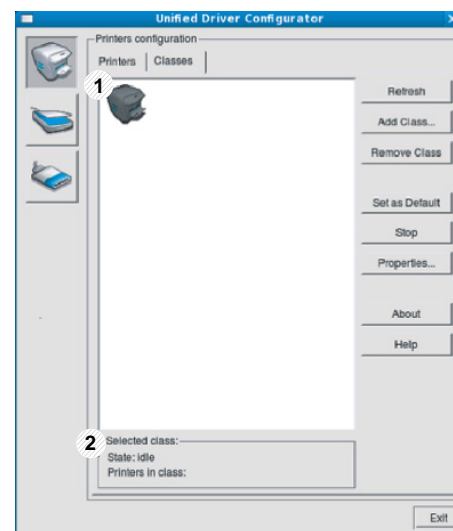 Unified Driver Configurator
Printers configuration
Printers Classes
1
Refresh
Add Class...
Remove Class
Set as Default
Stop
Properties...
About
Help
2 Selected class:
State: idle
Printers in class:
Exit